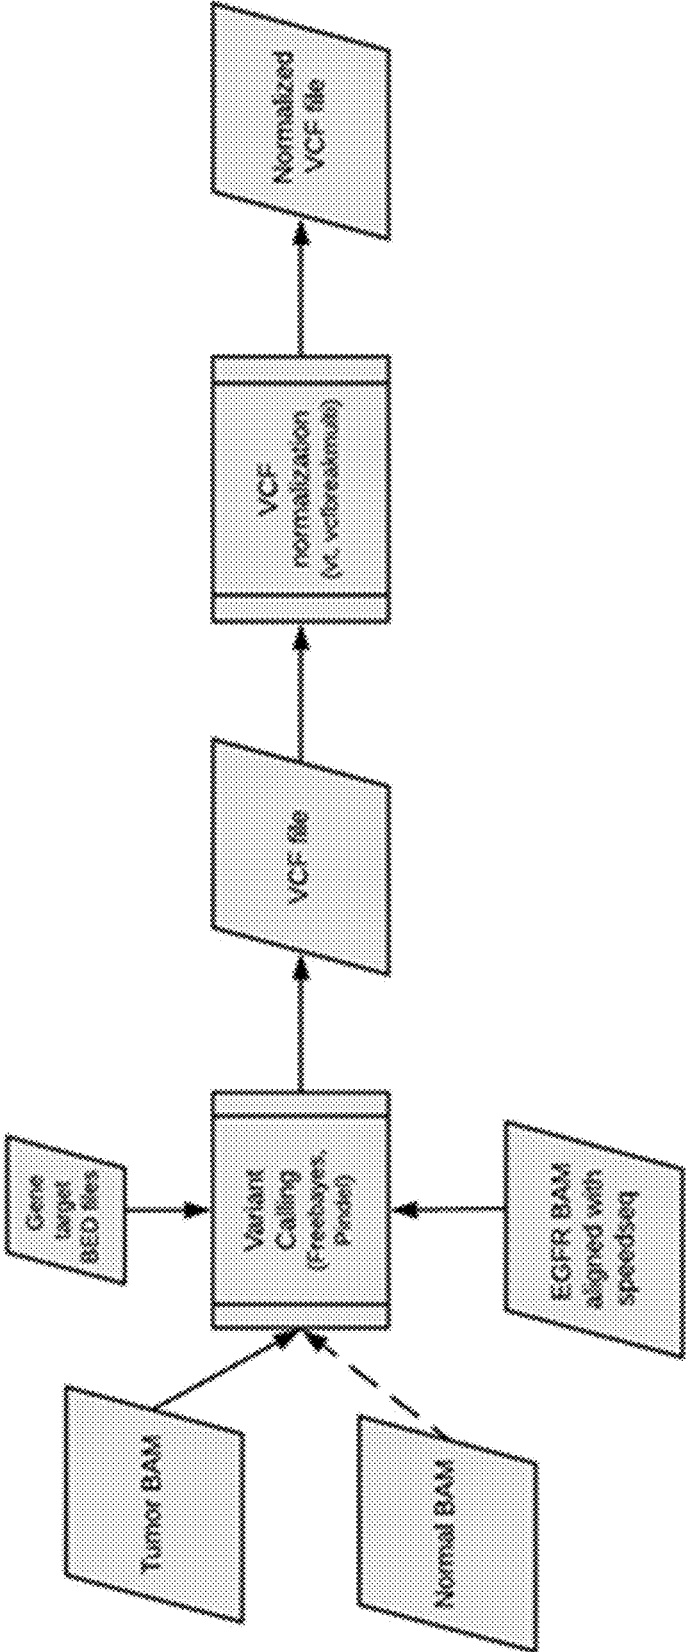 Tumor BAM
Normal BAM
Gene
target
BED files
EGFR BAM
aligned with
speedseq
Variant
Calling
(Freebayes,
Pindel)
VCF file
VCF
normalization
(vt, vcfbreakmulti)
Normalized
VCF file